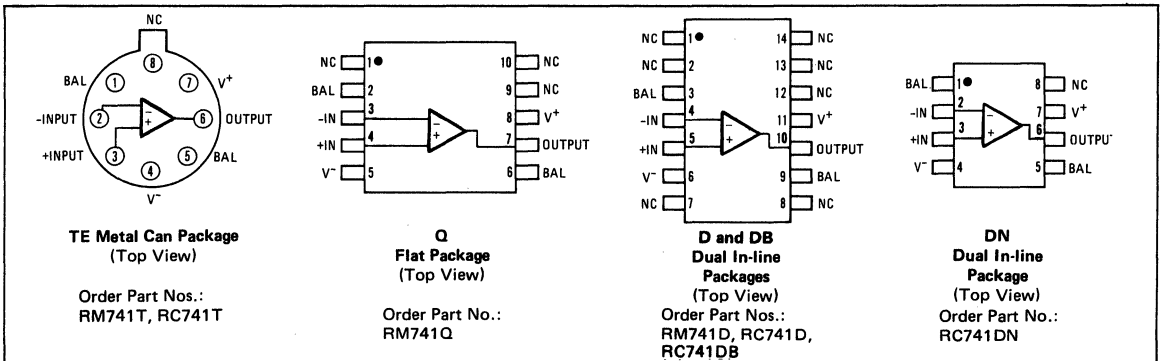 NC
8
BAL 1 7 V+
-INPUT 2 − 6 OUTPUT
+
+INPUT 3 5 BAL
4
V−
TE Metal Can Package
(Top View)
Order Part Nos.:
RM741T, RC741T
NC 1 10 NC
BAL 2 9 NC
-IN 3 − 8 V+
+IN 4 + 7 OUTPUT
V− 5 6 BAL
Q
Flat Package
(Top View)
Order Part No.:
RM741Q
NC 1 14 NC
NC 2 13 NC
BAL 3 12 NC
-IN 4 − 11 V+
+IN 5 + 10 OUTPUT
V− 6 9 BAL
NC 7 8 NC
D and DB
Dual In-line
Packages
(Top View)
Order Part Nos.:
RM741D, RC741D,
RC741DB
BAL 1 8 NC
-IN 2 − 7 V+
+IN 3 + 6 OUTPU
V− 4 5 BAL
DN
Dual In-line
Package
(Top View)
Order Part No.:
RC741DN